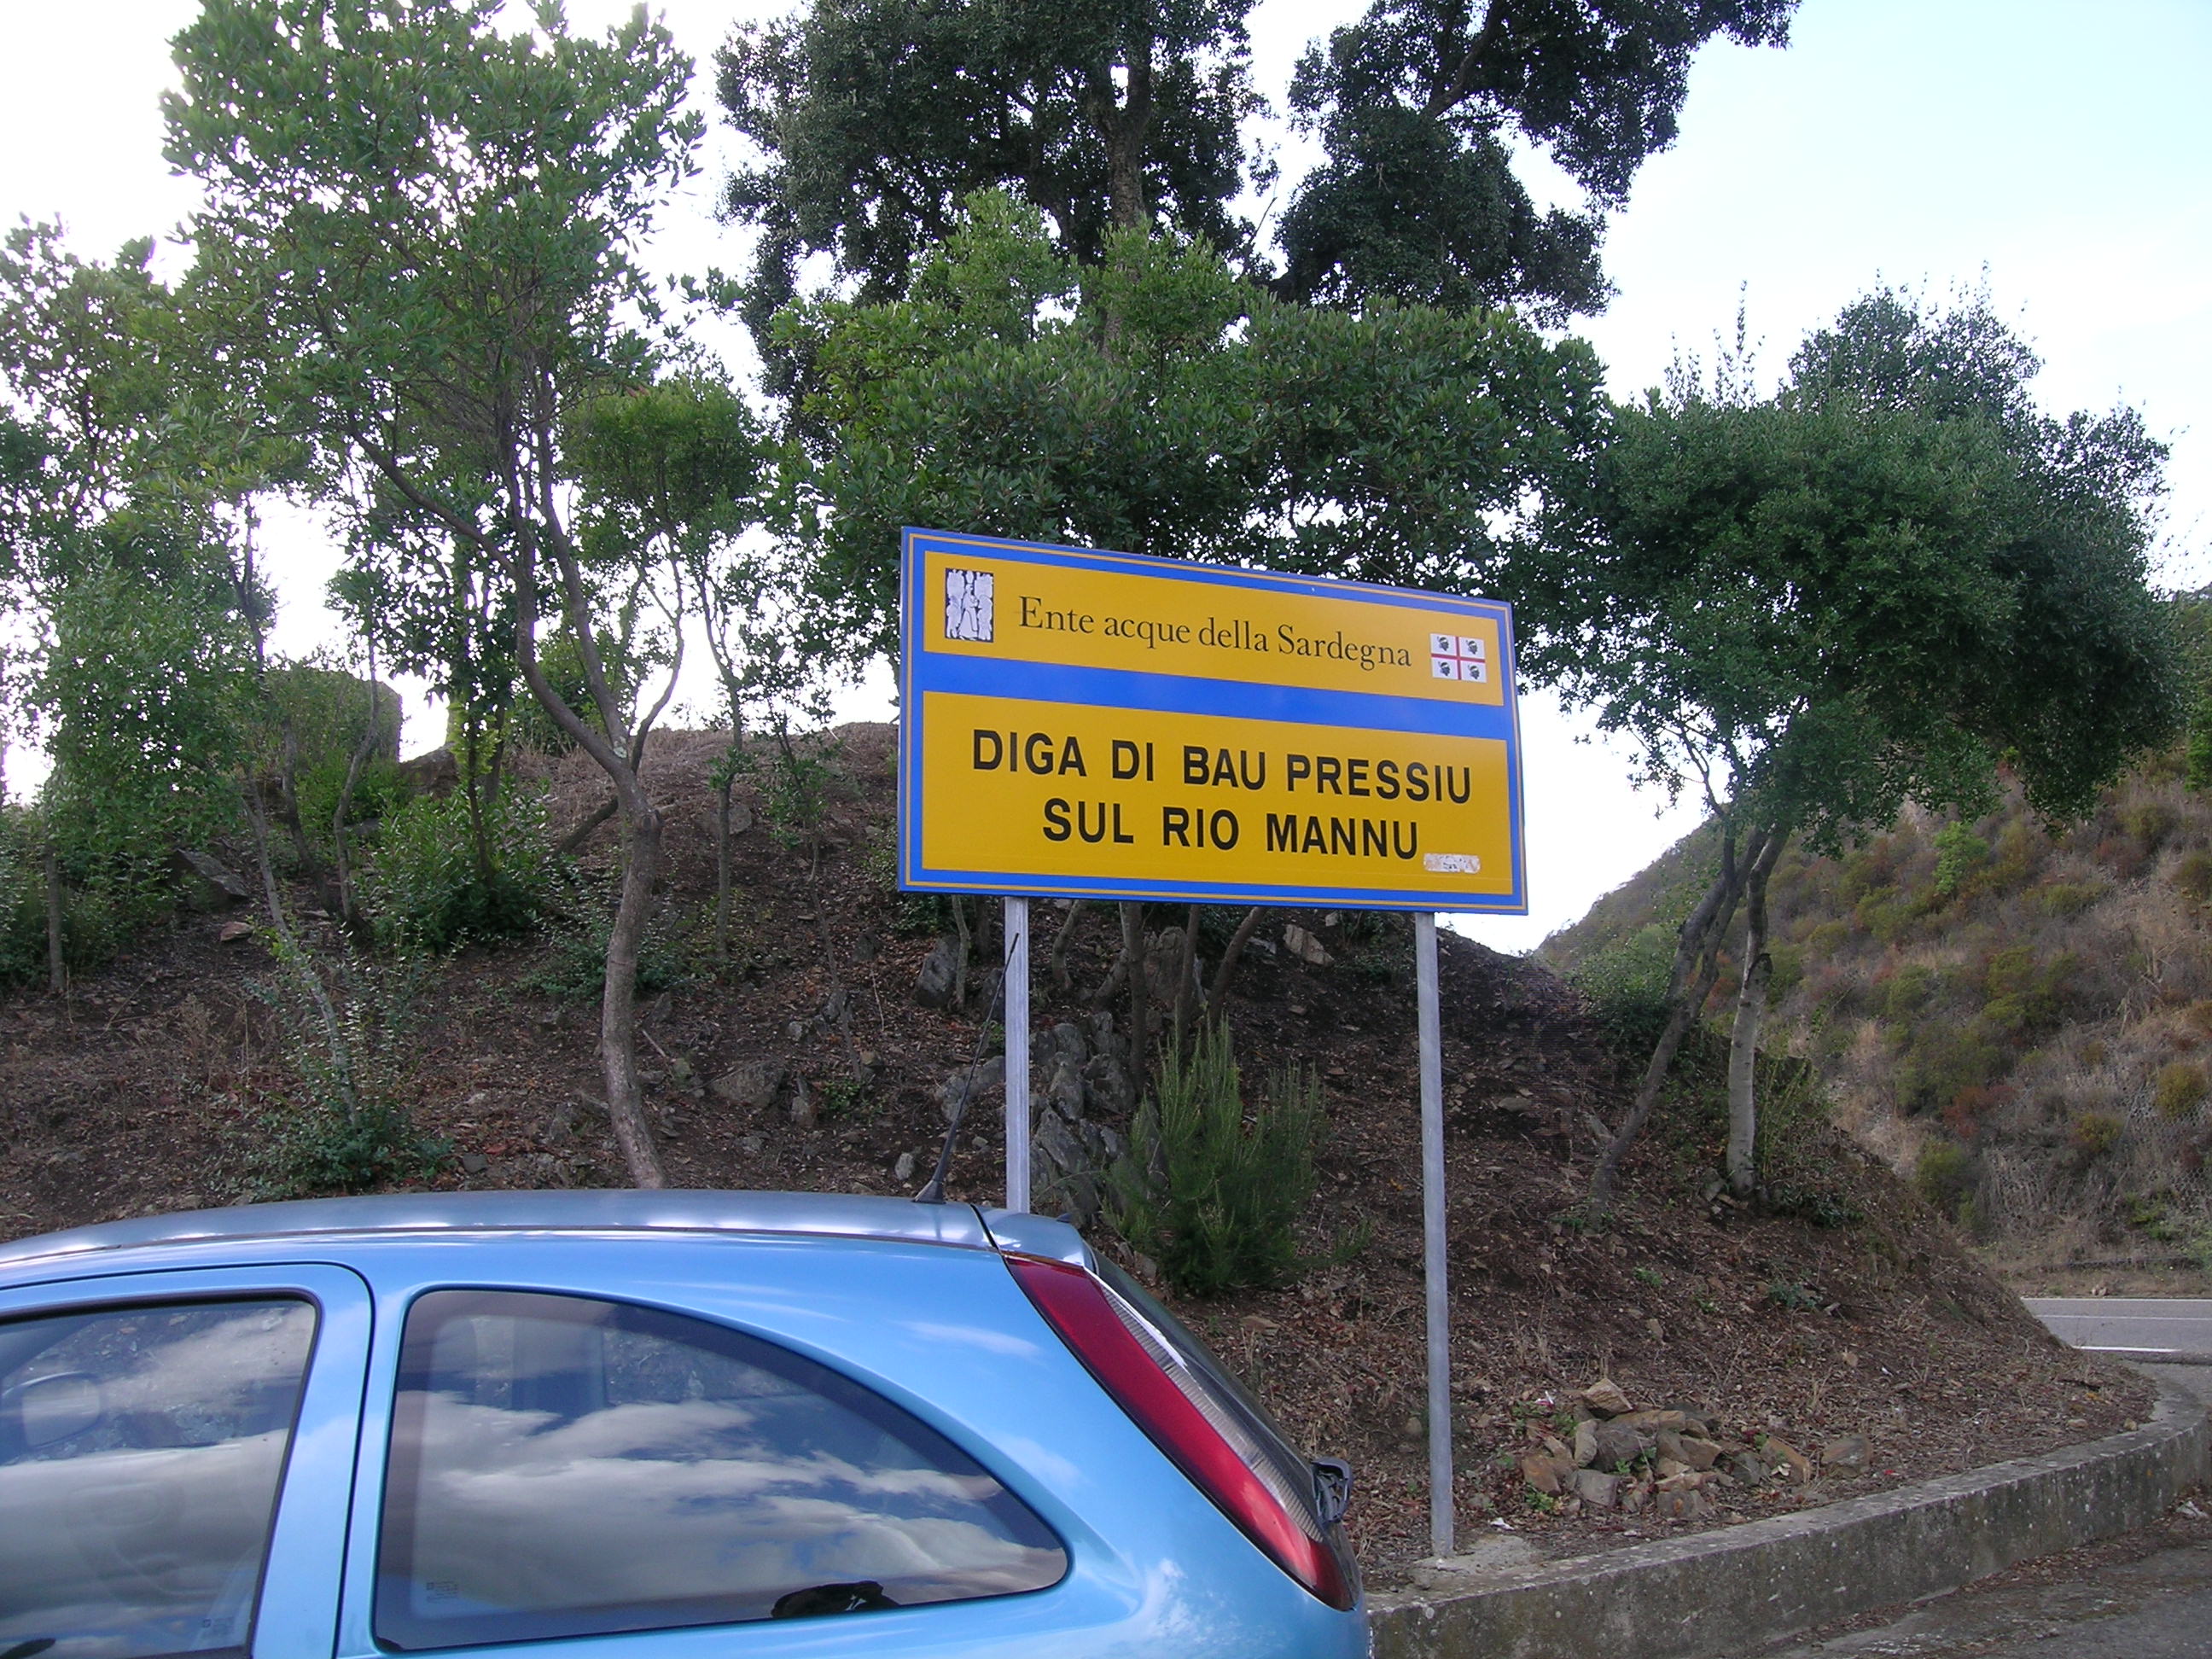 Ente acque della Sardegna
DIGA DI BAU PRESSIU
SUL RIO MANNU